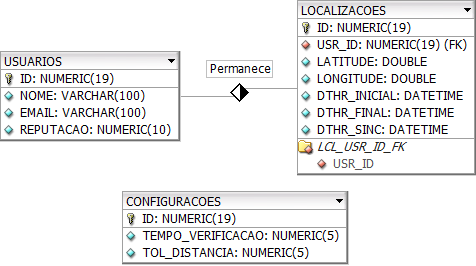 USUARIOS
ID: NUMERIC(19)
NOME: VARCHAR(100)
EMAIL: VARCHAR(100)
REPUTACAO: NUMERIC(10)
Permanece
LOCALIZACOES
ID: NUMERIC(19)
USR_ID: NUMERIC(19) (FK)
LATITUDE: DOUBLE
LONGITUDE: DOUBLE
DTHR_INICIAL: DATETIME
DTHR_FINAL: DATETIME
DTHR_SINC: DATETIME
LCL_USR_ID_FK
USR_ID
CONFIGURACOES
ID: NUMERIC(19)
TEMPO_VERIFICACAO: NUMERIC(5)
TOL_DISTANCIA: NUMERIC(5)